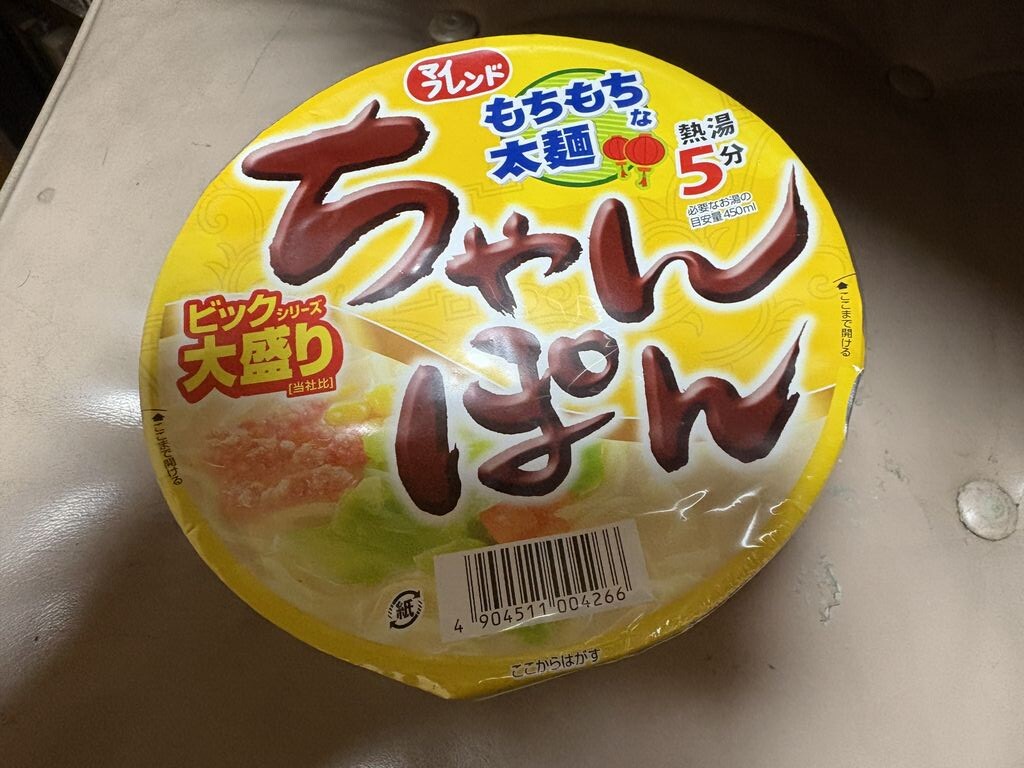 マイ
フレンド
もちもちな
太麺
熱湯
5分
必要なお湯の
目安量450ml
ちゃん
ぽん
ビックシリーズ
大盛り
[当社比]
ここまで開ける
ここまで開ける
紙
4 904511 004266
ここからはがす